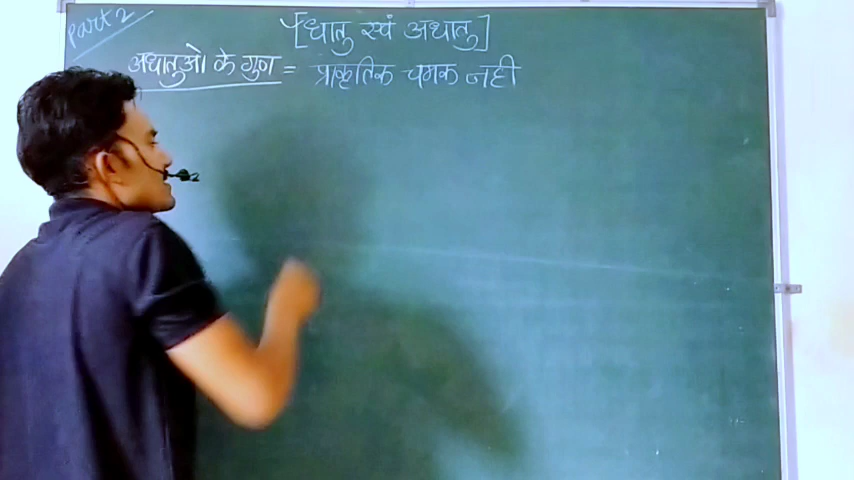 Part 2
[धातु एवं अधातु]
अधातुओं के गुण = प्राकृतिक चमक नही